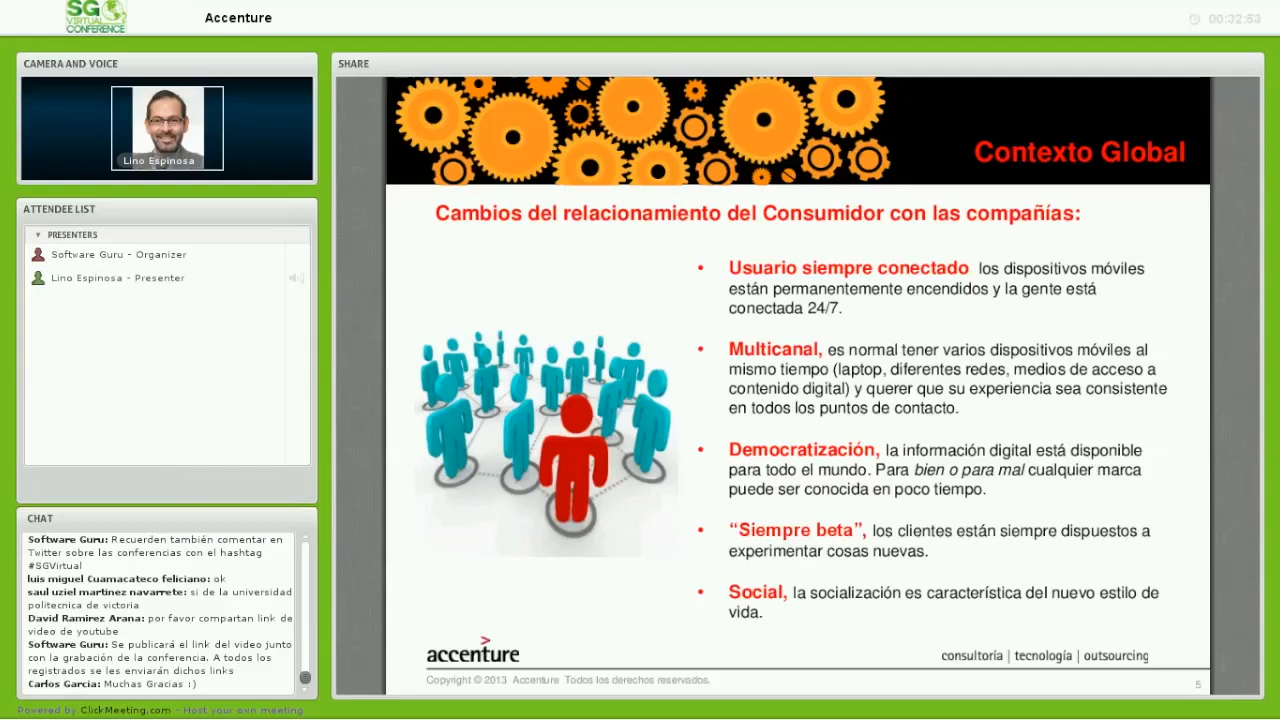 SG
VIRTUAL
CONFERENCE
Accenture
00:32:53
CAMERA AND VOICE
Lino Espinosa
ATTENDEE LIST
PRESENTERS
Software Guru - Organizer
Lino Espinosa - Presenter
CHAT
Software Guru: Recuerden también comentar en
Twitter sobre las conferencias con el hashtag
#SGVirtual
luis miguel Cuamacateco feliciano: ok
saul uziel martinez navarrete: si de la universidad
politecnica de victoria
David Ramirez Arana: por favor compartan link de
video de youtube
Software Guru: Se publicará el link del video junto
con la grabación de la conferencia. A todos los
registrados se les enviarán dichos links
Carlos Garcia: Muchas Gracias :)
Powered by ClickMeeting.com - Host your own meeting
SHARE
Contexto Global
Cambios del relacionamiento del Consumidor con las compañías:
• Usuario siempre conectado los dispositivos móviles
están permanentemente encendidos y la gente está
conectada 24/7.
• Multicanal, es normal tener varios dispositivos móviles al
mismo tiempo (laptop, diferentes redes, medios de acceso a
contenido digital) y querer que su experiencia sea consistente
en todos los puntos de contacto.
• Democratización, la información digital está disponible
para todo el mundo. Para bien o para mal cualquier marca
puede ser conocida en poco tiempo.
• “Siempre beta”, los clientes están siempre dispuestos a
experimentar cosas nuevas.
• Social, la socialización es característica del nuevo estilo de
vida.
accenture
consultoría | tecnología | outsourcing
Copyright © 2013 Accenture Todos los derechos reservados.
5